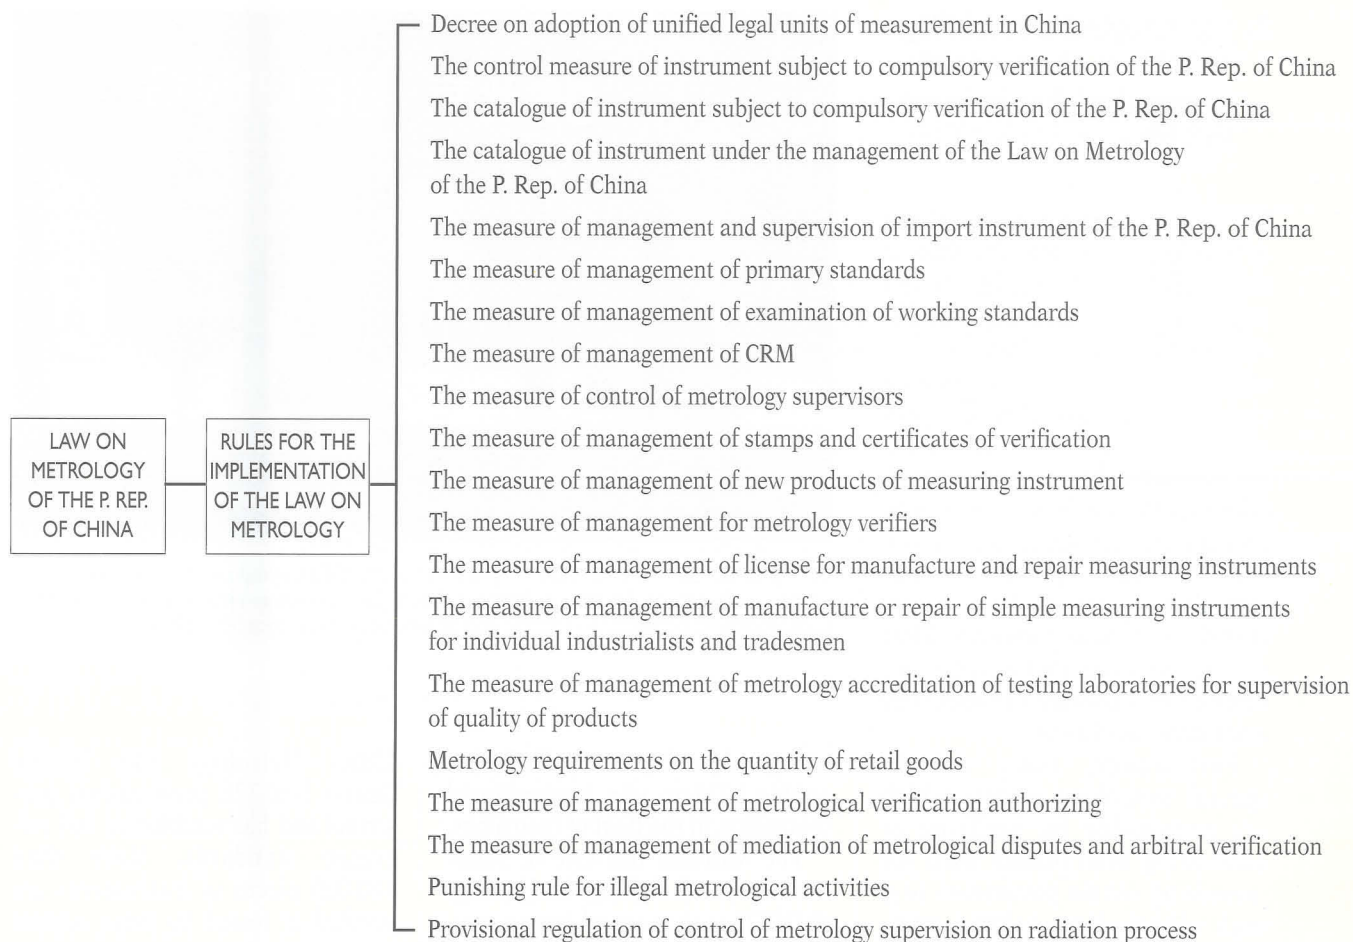 Decree on adoption of unified legal units of measurement in China
The control measure of instrument subject to compulsory verification of the P. Rep. of China
The catalogue of instrument subject to compulsory verification of the P. Rep. of China
The catalogue of instrument under the management of the Law on Metrology
of the P. Rep. of China
The measure of management and supervision of import instrument of the P. Rep. of China
The measure of management of primary standards
The measure of management of examination of working standards
The measure of management of CRM
The measure of control of metrology supervisors
LAW ON
METROLOGY
OF THE P. REP.
OF CHINA
RULES FOR THE
IMPLEMENTATION
OF THE LAW ON
METROLOGY
The measure of management of stamps and certificates of verification
The measure of management of new products of measuring instrument
The measure of management for metrology verifiers
The measure of management of license for manufacture and repair measuring instruments
The measure of management of manufacture or repair of simple measuring instruments
for individual industrialists and tradesmen
The measure of management of metrology accreditation of testing laboratories for supervision
of quality of products
Metrology requirements on the quantity of retail goods
The measure of management of metrological verification authorizing
The measure of management of mediation of metrological disputes and arbitral verification
Punishing rule for illegal metrological activities
Provisional regulation of control of metrology supervision on radiation process